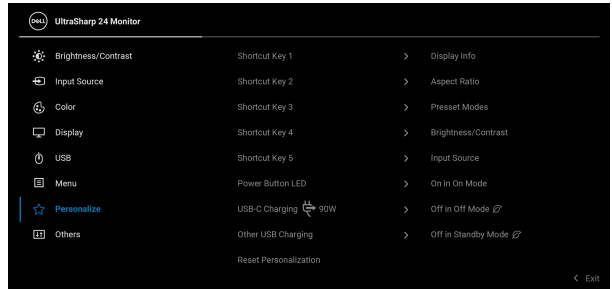 DELL UltraSharp 24 Monitor
Brightness/Contrast Shortcut Key 1 > Display Info
Input Source Shortcut Key 2 > Aspect Ratio
Color Shortcut Key 3 > Presset Modes
Display Shortcut Key 4 > Brightness/Contrast
USB Shortcut Key 5 > Input Source
Menu Power Button LED > On in On Mode
Personalize USB-C Charging 90W > Off in Off Mode
Others Other USB Charging > Off in Standby Mode
Reset Personalization
< Exit